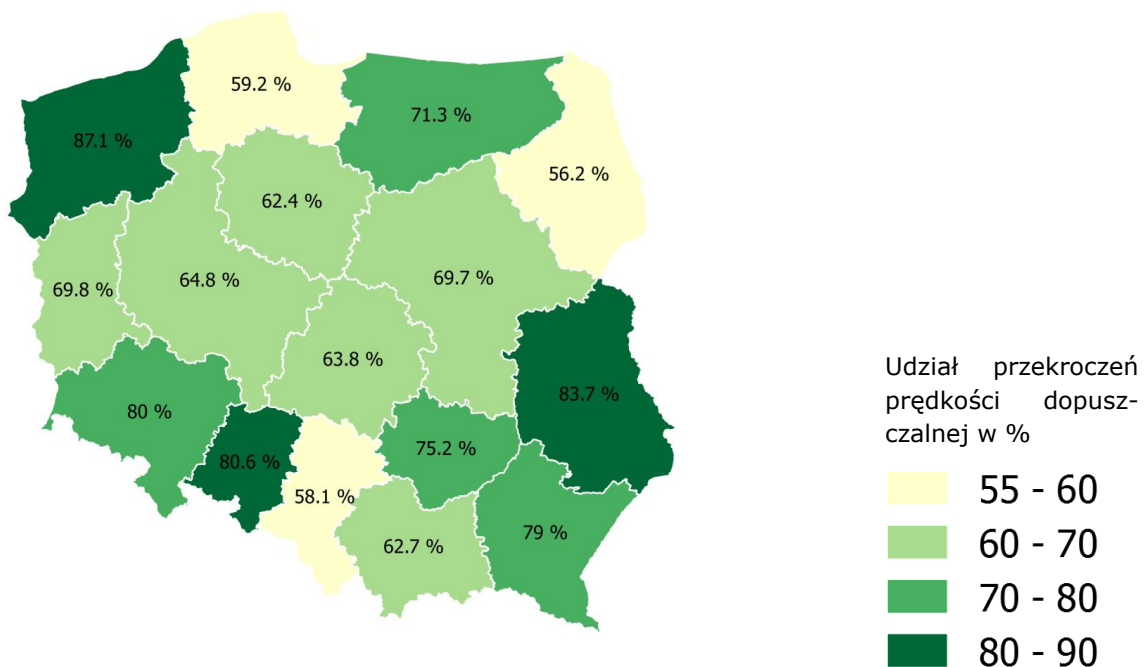 59.2 %
71.3 %
87.1 %
56.2 %
62.4 %
69.7 %
64.8 %
69.8 %
63.8 %
83.7 %
80 %
75.2 %
80.6 %
58.1 %
79 %
62.7 %
Udział przekroczeń
prędkości dopusz-
czalnej w %
55 - 60
60 - 70
70 - 80
80 - 90